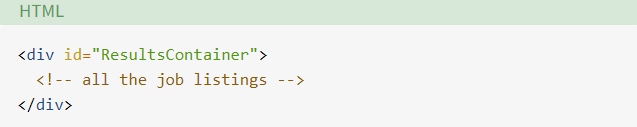 HTML
<div id="ResultsContainer">
  <!-- all the job listings -->
</div>